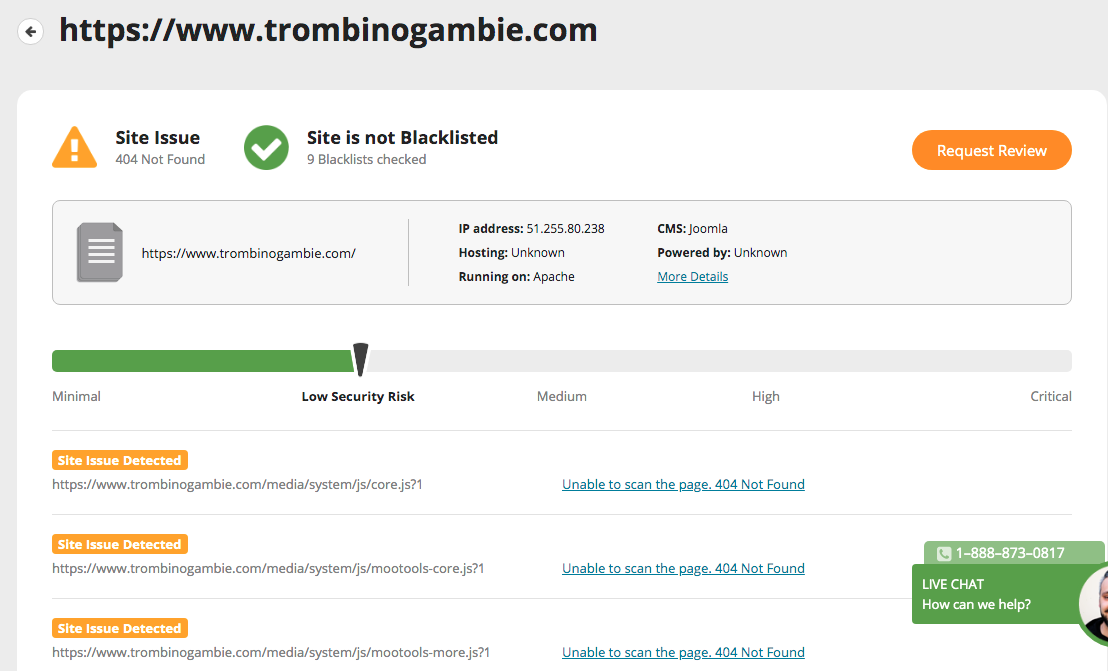 https://www.trombinogambie.com
Site Issue
404 Not Found
Site is not Blacklisted
9 Blacklists checked
Request Review
https://www.trombinogambie.com/
IP address: 51.255.80.238
Hosting: Unknown
Running on: Apache
CMS: Joomla
Powered by: Unknown
More Details
Minimal
Low Security Risk
Medium
High
Critical
Site Issue Detected
https://www.trombinogambie.com/media/system/js/core.js?1
Unable to scan the page. 404 Not Found
Site Issue Detected
https://www.trombinogambie.com/media/system/js/mootools-core.js?1
Unable to scan the page. 404 Not Found
Site Issue Detected
https://www.trombinogambie.com/media/system/js/mootools-more.js?1
Unable to scan the page. 404 Not Found
1–888–873–0817
LIVE CHAT
How can we help?